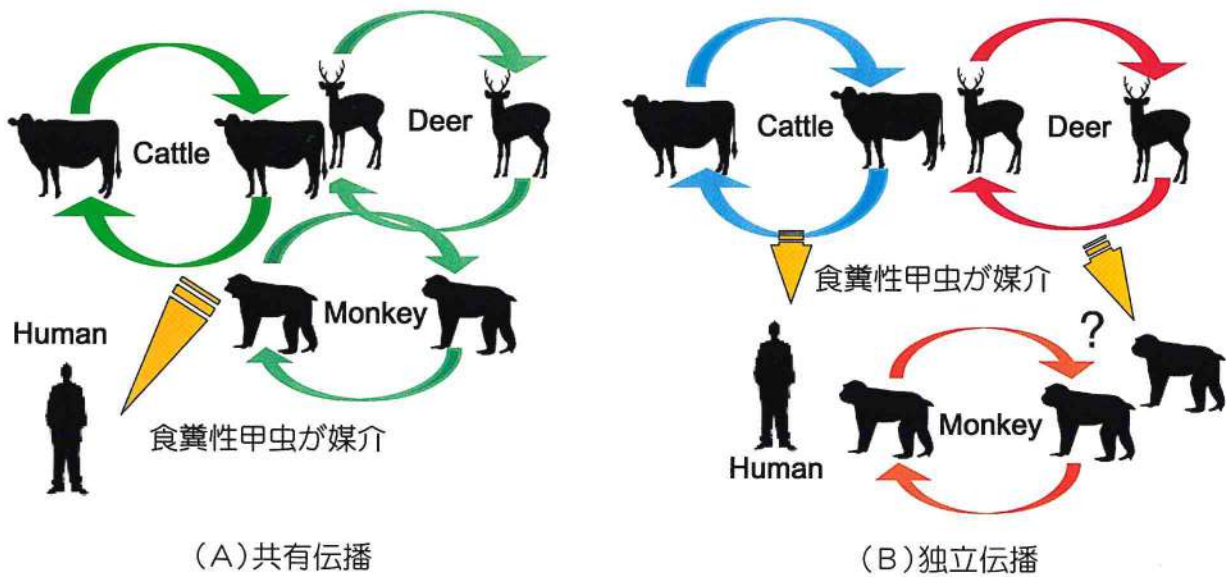 Cattle
Deer
Monkey
Human
食糞性甲虫が媒介
(A)共有伝播
Cattle
Deer
食糞性甲虫が媒介
?
Monkey
Human
(B)独立伝播